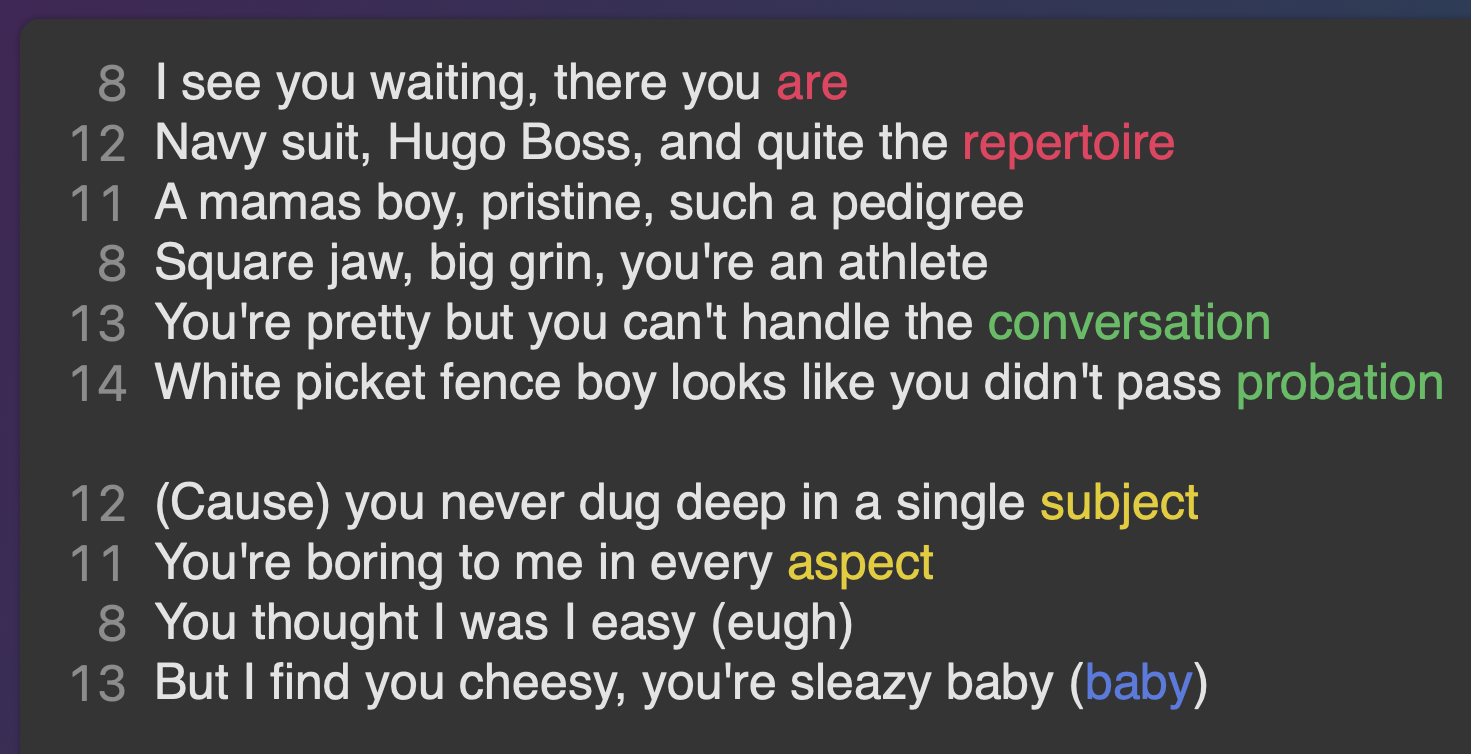 8 I see you waiting, there you are
12 Navy suit, Hugo Boss, and quite the repertoire
11 A mamas boy, pristine, such a pedigree
8 Square jaw, big grin, you're an athlete
13 You're pretty but you can't handle the conversation
14 White picket fence boy looks like you didn't pass probation
12 (Cause) you never dug deep in a single subject
11 You're boring to me in every aspect
8 You thought I was I easy (eugh)
13 But I find you cheesy, you're sleazy baby (baby)